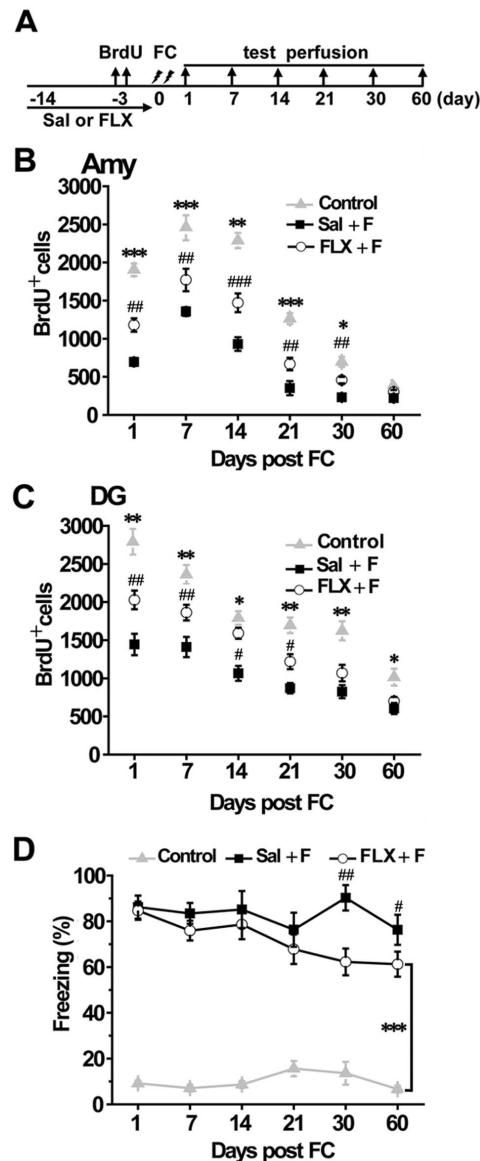 A
BrdU FC test perfusion
-14 -3 0 1 7 14 21 30 60 (day)
Sal or FLX
B Amy
3000
2500
2000
1500
1000
500
0
BrdU+cells
Control
Sal + F
FLX + F
*** *** ** *** *
## ## ### ## ##
1 7 14 21 30 60
Days post FC
C DG
3000
2500
2000
1500
1000
500
0
BrdU+cells
Control
Sal + F
FLX + F
** ** * ** ** *
## ## # #
1 7 14 21 30 60
Days post FC
D
Control Sal + F FLX + F
100
80
60
40
20
0
Freezing (%)
## #
***
1 7 14 21 30 60
Days post FC